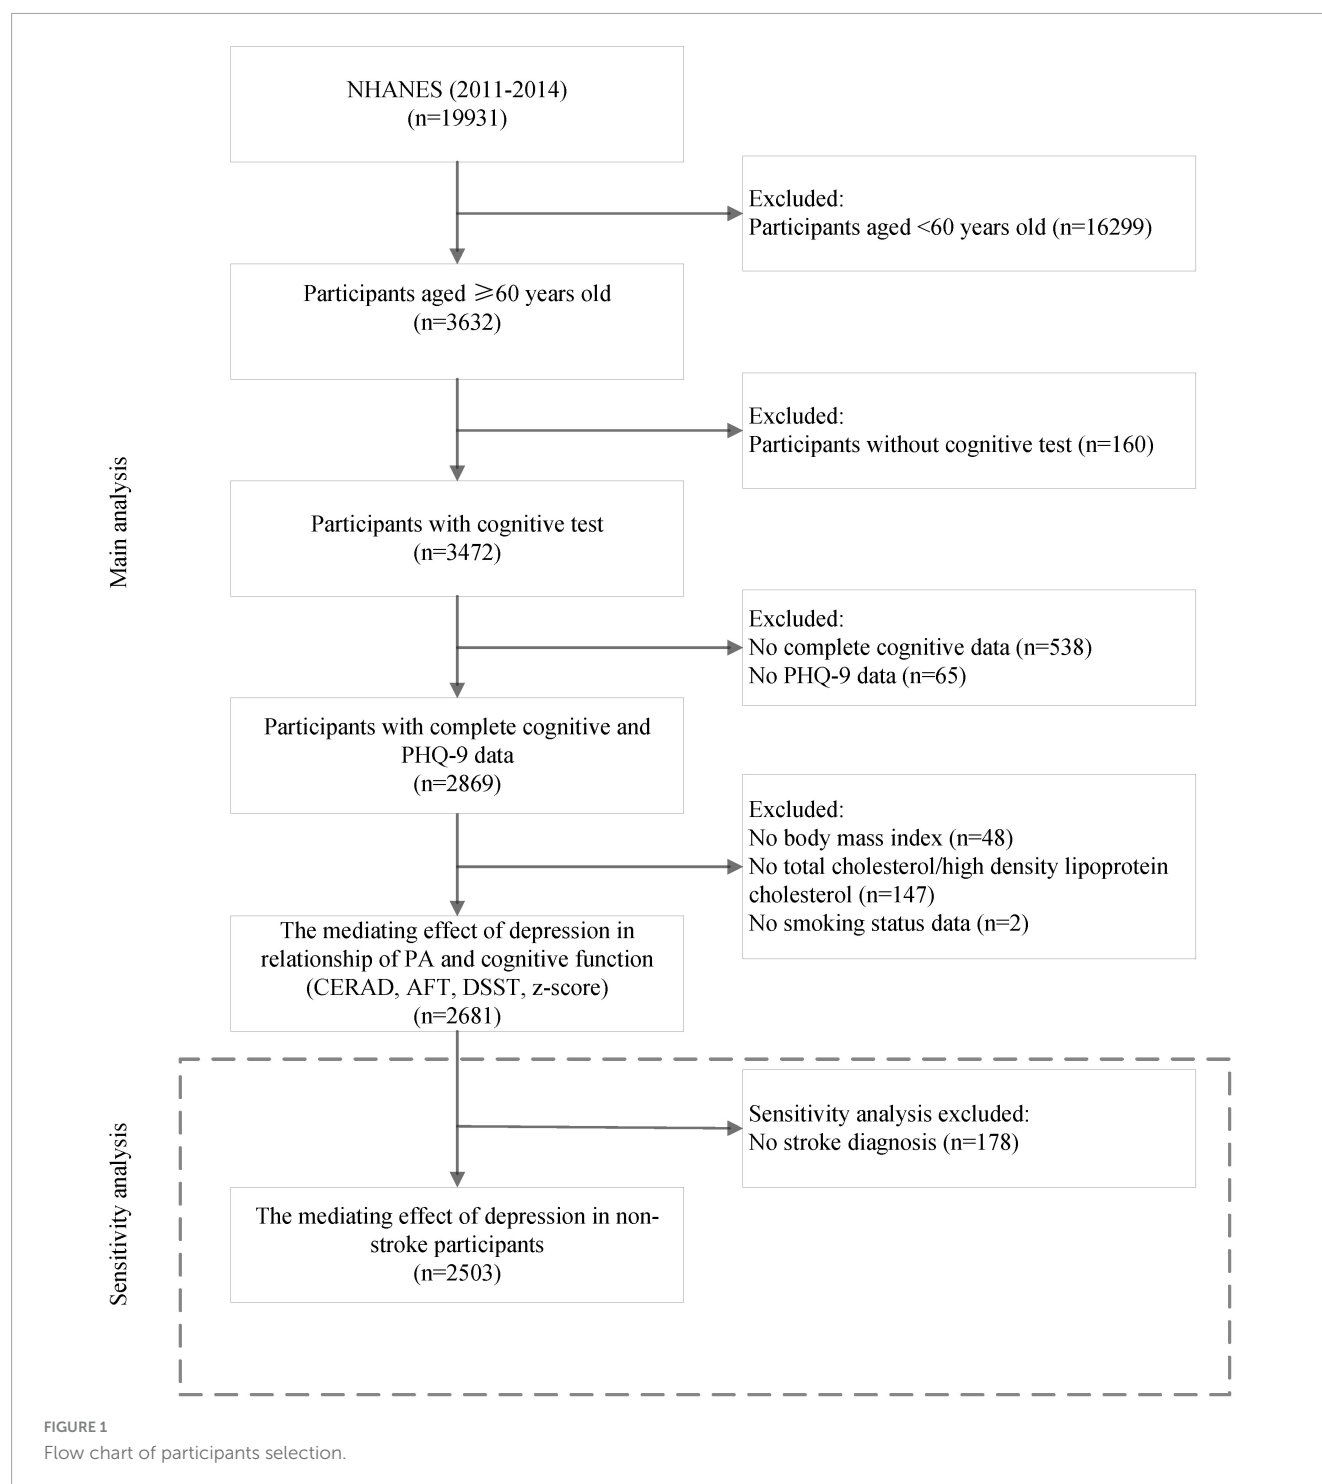 NHANES (2011-2014)
(n=19931)
Excluded:
Participants aged <60 years old (n=16299)
Participants aged ⩾60 years old
(n=3632)
Excluded:
Participants without cognitive test (n=160)
Main analysis
Participants with cognitive test
(n=3472)
Excluded:
No complete cognitive data (n=538)
No PHQ-9 data (n=65)
Participants with complete cognitive and
PHQ-9 data
(n=2869)
Excluded:
No body mass index (n=48)
No total cholesterol/high density lipoprotein
cholesterol (n=147)
No smoking status data (n=2)
The mediating effect of depression in
relationship of PA and cognitive function
(CERAD, AFT, DSST, z-score)
(n=2681)
Sensitivity analysis
Sensitivity analysis excluded:
No stroke diagnosis (n=178)
The mediating effect of depression in non-
stroke participants
(n=2503)
FIGURE 1
Flow chart of participants selection.